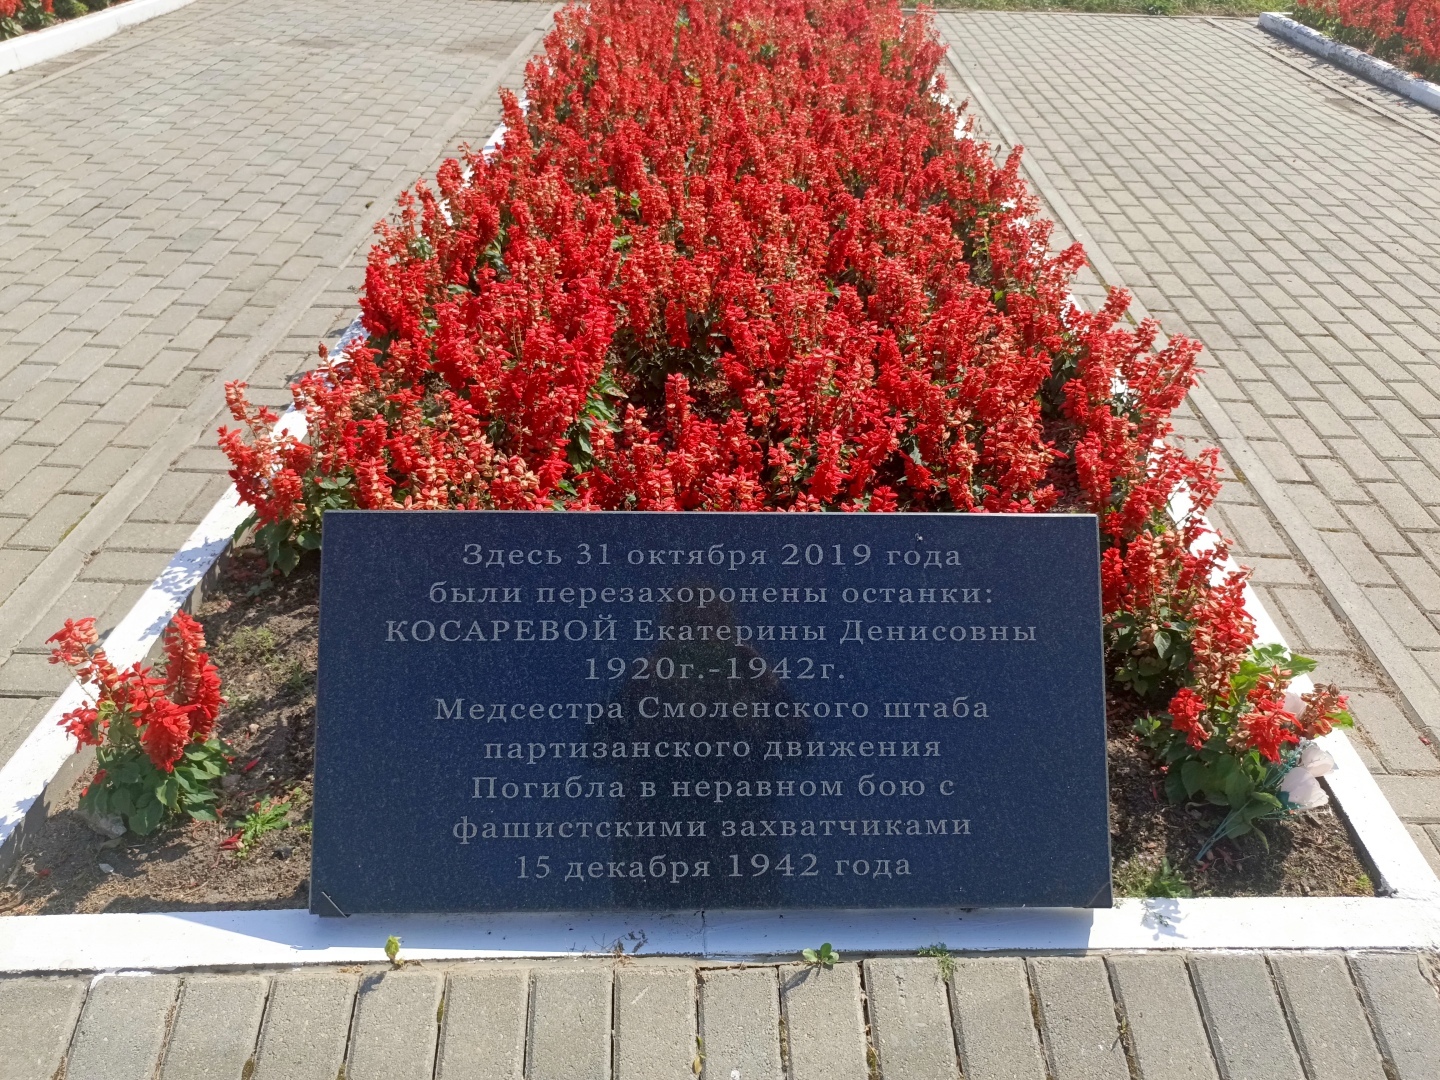 Здесь 31 октября 2019 года
были перезахоронены останки:
КОСАРЕВОЙ Екатерины Денисовны
1920г.-1942г.
Медсестра Смоленского штаба
партизанского движения
Погибла в неравном бою с
фашистскими захватчиками
15 декабря 1942 года